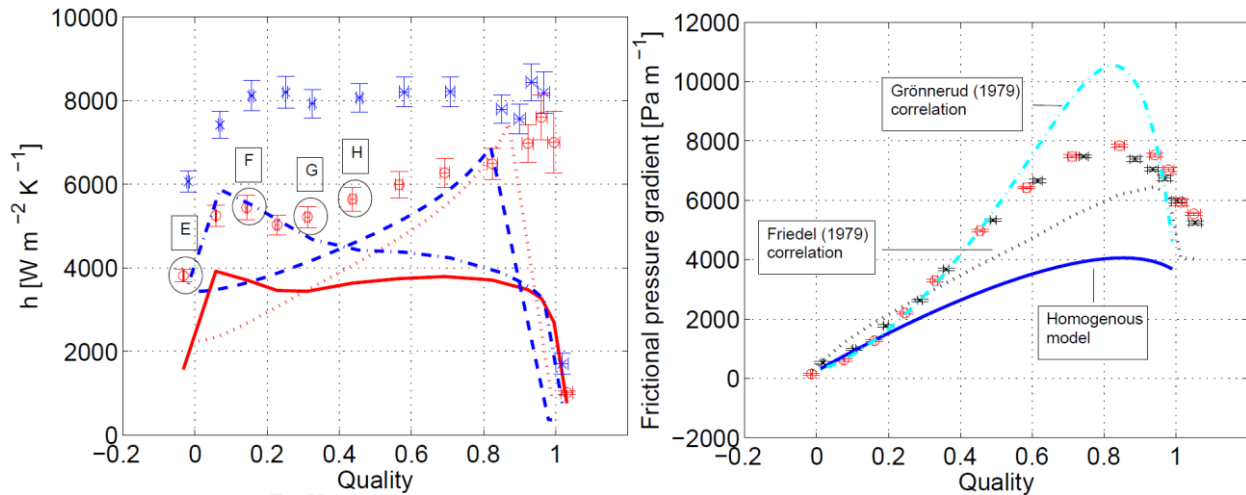 h [W m⁻² K⁻¹]
10000
8000
6000
4000
2000
0
E
F
G
H
−0.2
0
0.2
0.4
0.6
0.8
1
Quality
Frictional pressure gradient [Pa m⁻¹]
12000
10000
8000
6000
4000
2000
0
−2000
Grönnerud (1979)
correlation
Friedel (1979)
correlation
Homogenous
model
−0.2
0
0.2
0.4
0.6
0.8
1
Quality